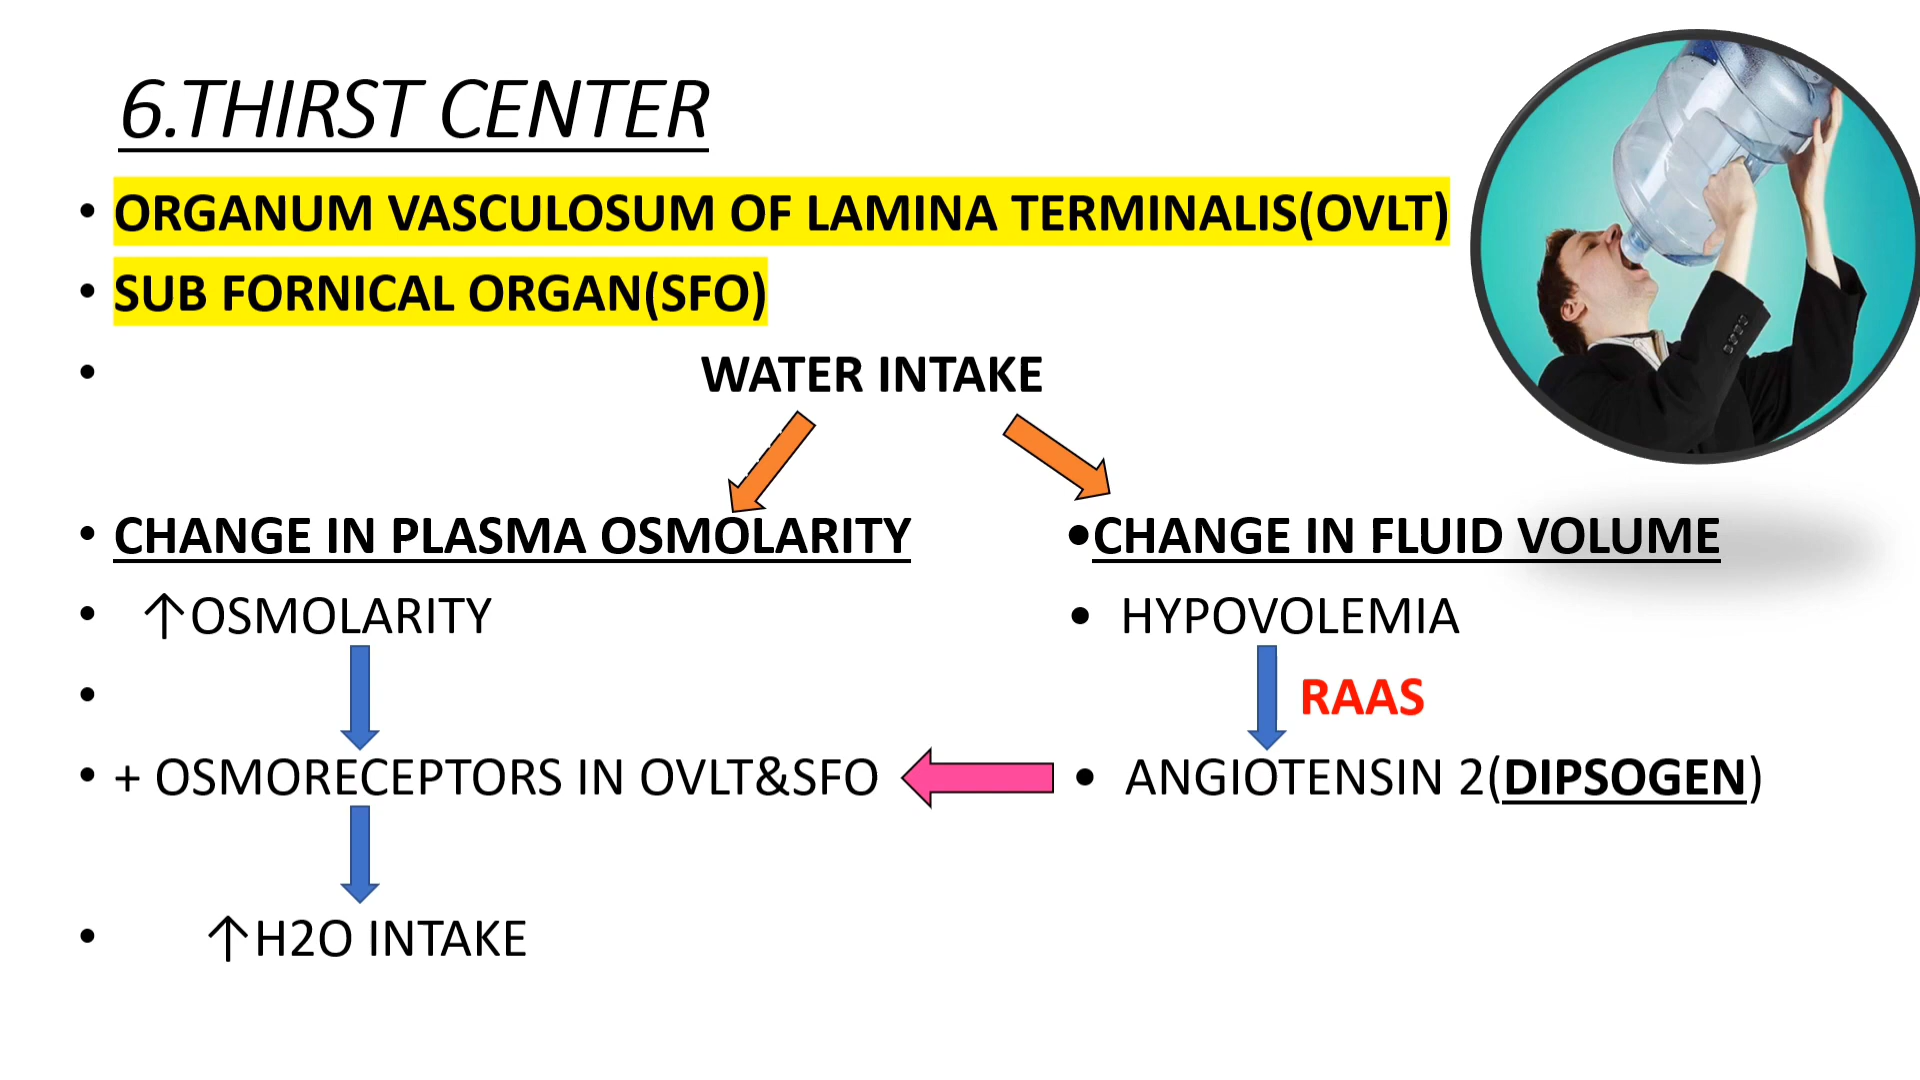 6.THIRST CENTER
• ORGANUM VASCULOSUM OF LAMINA TERMINALIS(OVLT)
• SUB FORNICAL ORGAN(SFO)
• WATER INTAKE
• CHANGE IN PLASMA OSMOLARITY
•CHANGE IN FLUID VOLUME
• ↑OSMOLARITY
• HYPOVOLEMIA
• RAAS
• + OSMORECEPTORS IN OVLT&SFO
• ANGIOTENSIN 2(DIPSOGEN)
• ↑H2O INTAKE